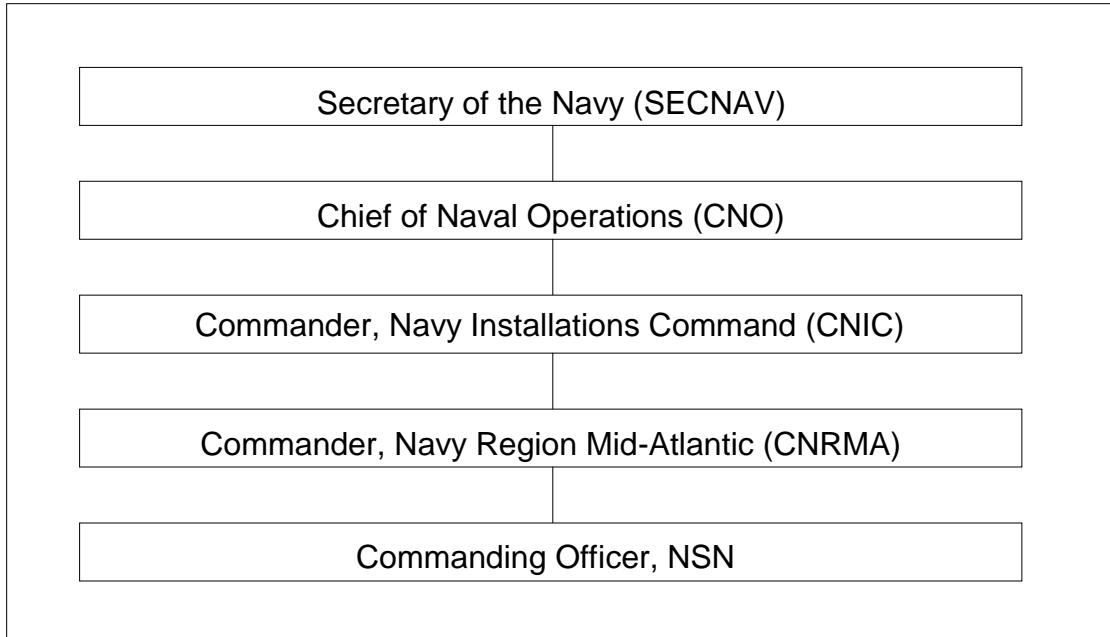 Secretary of the Navy (SECNAV)
Chief of Naval Operations (CNO)
Commander, Navy Installations Command (CNIC)
Commander, Navy Region Mid-Atlantic (CNRMA)
Commanding Officer, NSN